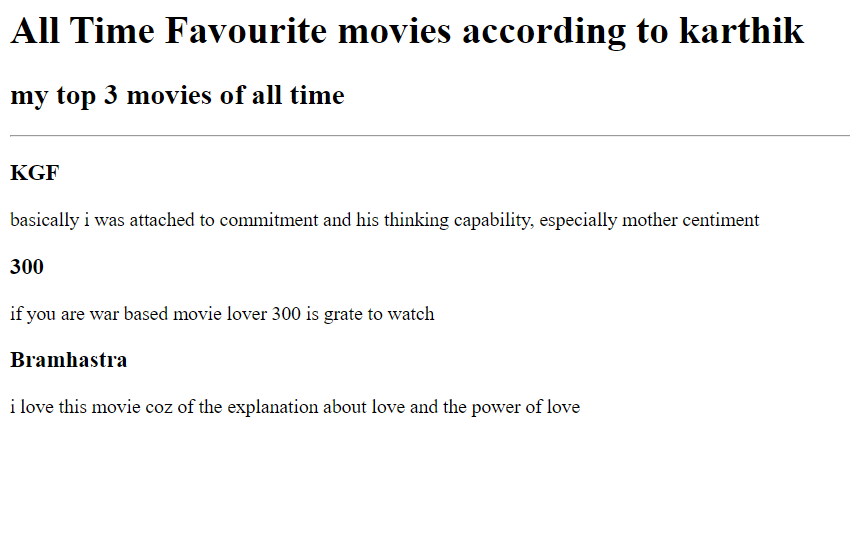 All Time Favourite movies according to karthik
my top 3 movies of all time
KGF
basically i was attached to commitment and his thinking capability, especially mother centiment
300
if you are war based movie lover 300 is grate to watch
Bramhastra
i love this movie coz of the explanation about love and the power of love